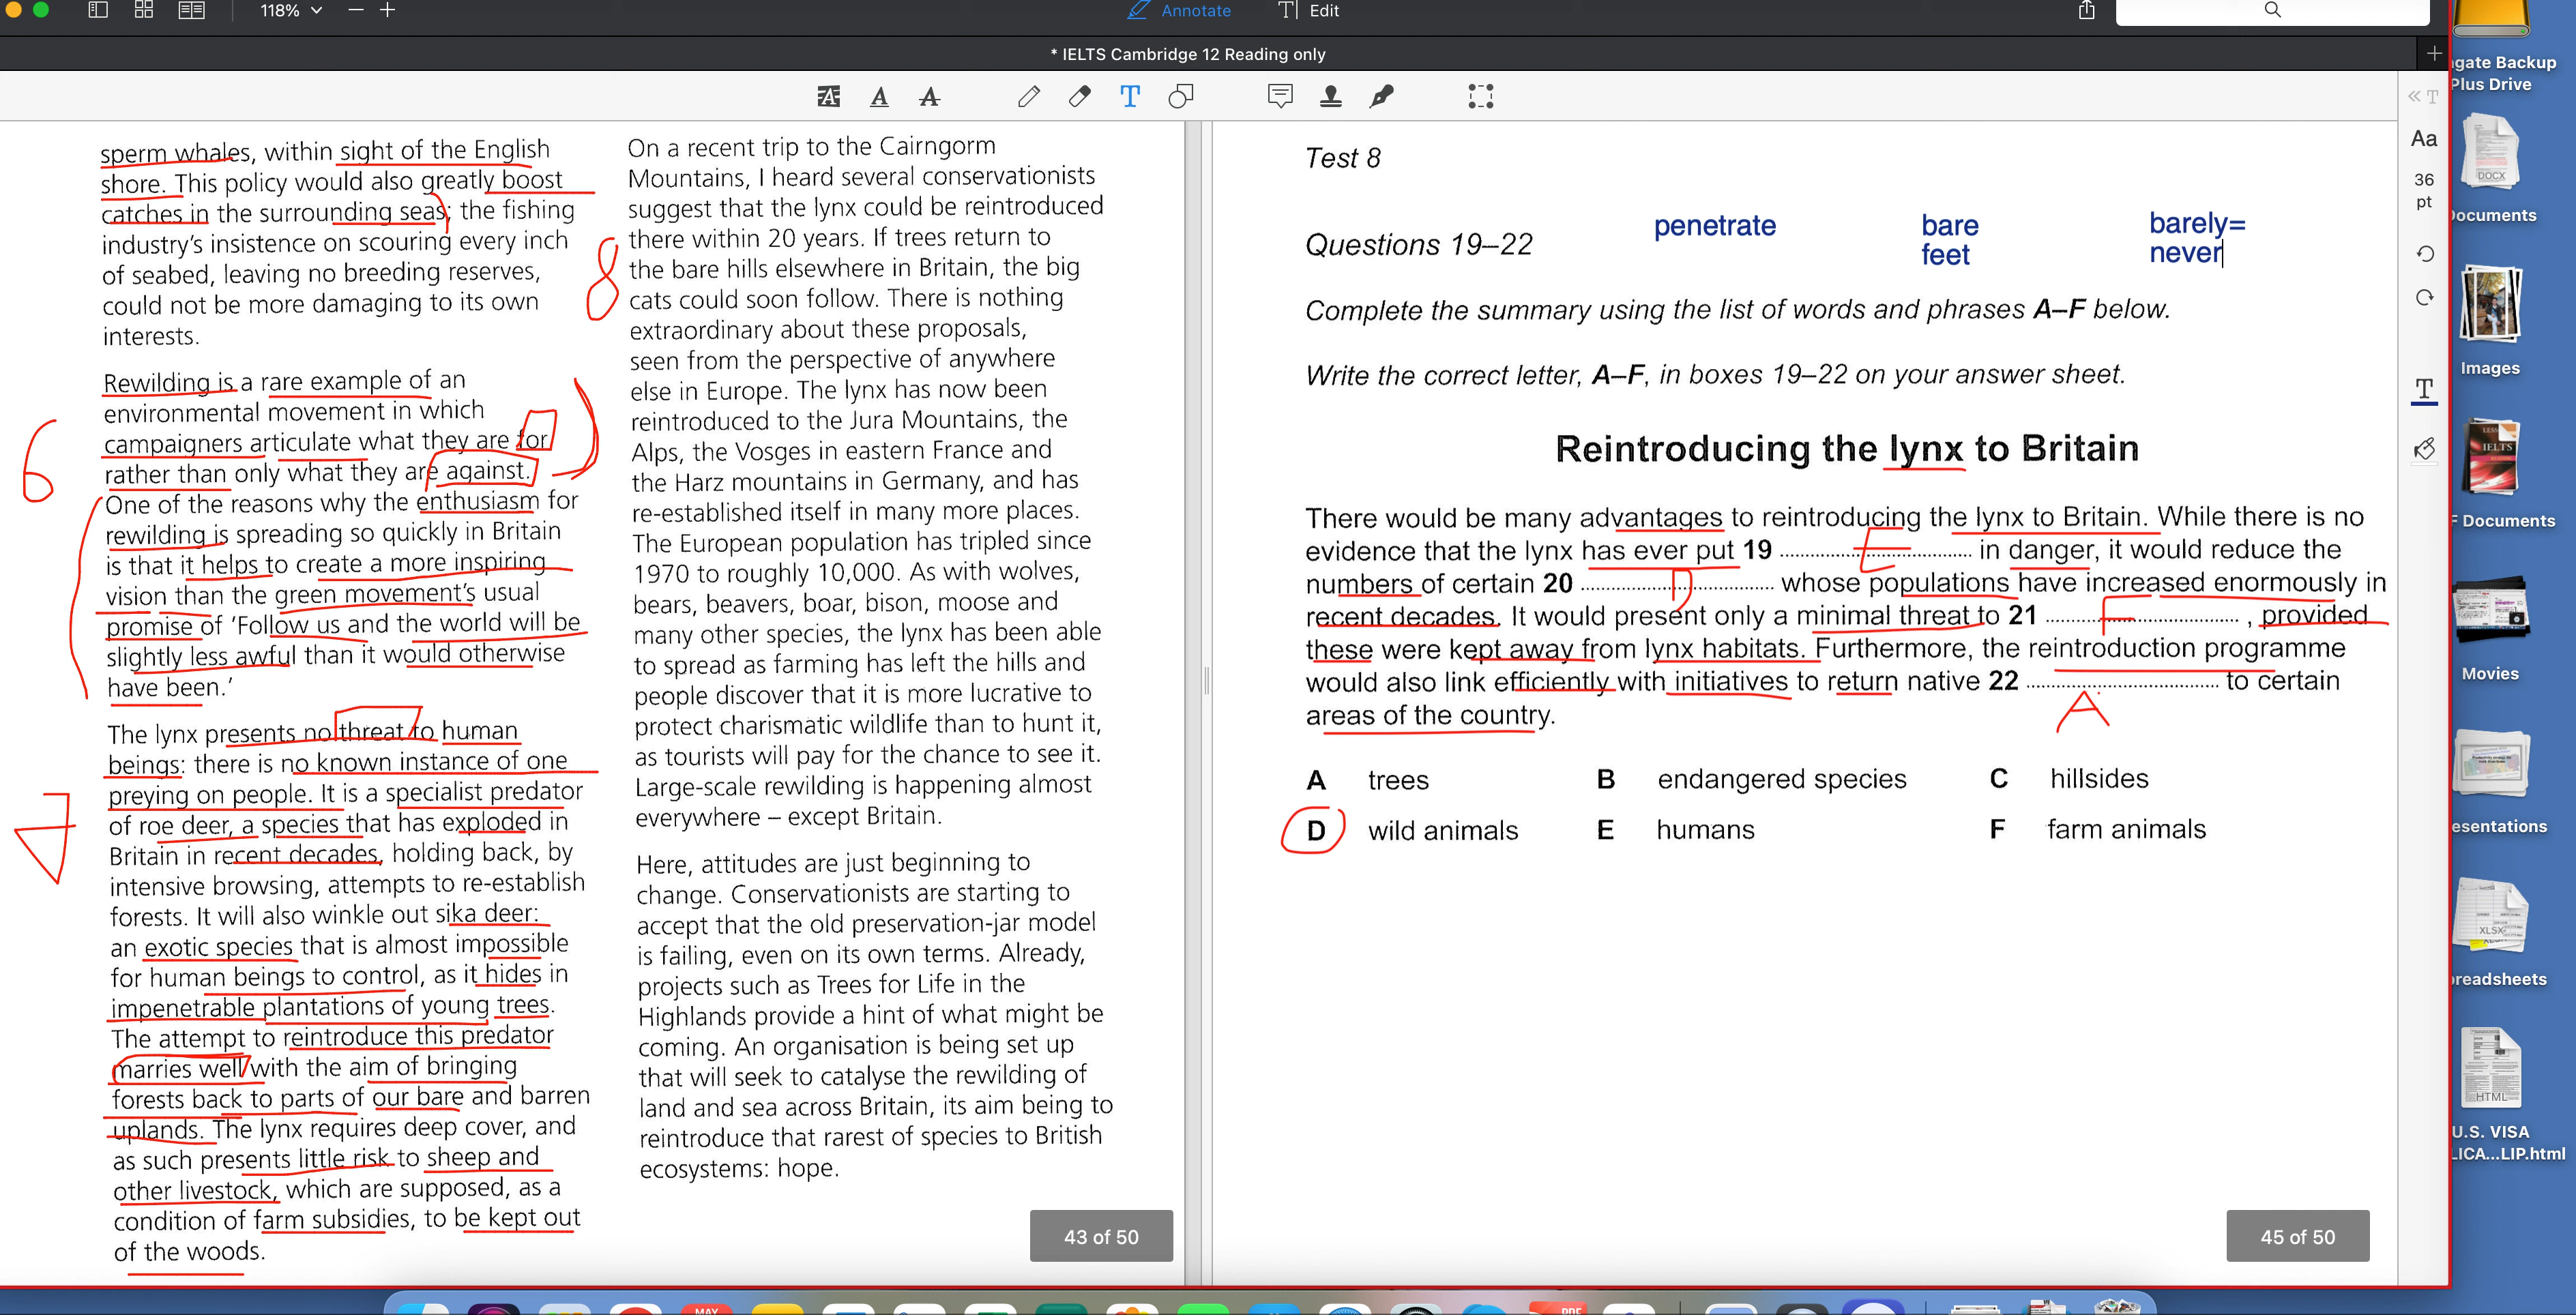 118%
Annotate
Edit
* IELTS Cambridge 12 Reading only
sperm whales, within sight of the English
shore. This policy would also greatly boost
catches in the surrounding seas; the fishing
industry's insistence on scouring every inch
of seabed, leaving no breeding reserves,
could not be more damaging to its own
interests.
6
Rewilding is a rare example of an
environmental movement in which
campaigners articulate what they are for
rather than only what they are against.
One of the reasons why the enthusiasm for
rewilding is spreading so quickly in Britain
is that it helps to create a more inspiring
vision than the green movement's usual
promise of 'Follow us and the world will be
slightly less awful than it would otherwise
have been.'
7
The lynx presents no threat to human
beings: there is no known instance of one
preying on people. It is a specialist predator
of roe deer, a species that has exploded in
Britain in recent decades, holding back, by
intensive browsing, attempts to re-establish
forests. It will also winkle out sika deer:
an exotic species that is almost impossible
for human beings to control, as it hides in
impenetrable plantations of young trees.
The attempt to reintroduce this predator
marries well with the aim of bringing
forests back to parts of our bare and barren
uplands. The lynx requires deep cover, and
as such presents little risk to sheep and
other livestock, which are supposed, as a
condition of farm subsidies, to be kept out
of the woods.
8
On a recent trip to the Cairngorm
Mountains, I heard several conservationists
suggest that the lynx could be reintroduced
there within 20 years. If trees return to
the bare hills elsewhere in Britain, the big
cats could soon follow. There is nothing
extraordinary about these proposals,
seen from the perspective of anywhere
else in Europe. The lynx has now been
reintroduced to the Jura Mountains, the
Alps, the Vosges in eastern France and
the Harz mountains in Germany, and has
re-established itself in many more places.
The European population has tripled since
1970 to roughly 10,000. As with wolves,
bears, beavers, boar, bison, moose and
many other species, the lynx has been able
to spread as farming has left the hills and
people discover that it is more lucrative to
protect charismatic wildlife than to hunt it,
as tourists will pay for the chance to see it.
Large-scale rewilding is happening almost
everywhere – except Britain.
Here, attitudes are just beginning to
change. Conservationists are starting to
accept that the old preservation-jar model
is failing, even on its own terms. Already,
projects such as Trees for Life in the
Highlands provide a hint of what might be
coming. An organisation is being set up
that will seek to catalyse the rewilding of
land and sea across Britain, its aim being to
reintroduce that rarest of species to British
ecosystems: hope.
43 of 50
Test 8
Questions 19–22
penetrate
bare
feet
barely=
never
Complete the summary using the list of words and phrases A–F below.
Write the correct letter, A–F, in boxes 19–22 on your answer sheet.
Reintroducing the lynx to Britain
There would be many advantages to reintroducing the lynx to Britain. While there is no
evidence that the lynx has ever put 19 .......... E .......... in danger, it would reduce the
numbers of certain 20 .......... D .......... whose populations have increased enormously in
recent decades. It would present only a minimal threat to 21 .......... F .......... , provided
these were kept away from lynx habitats. Furthermore, the reintroduction programme
would also link efficiently with initiatives to return native 22 .......... A .......... to certain
areas of the country.
A trees B endangered species C hillsides
D wild animals E humans F farm animals
45 of 50
T
Aa
36
pt
gate Backup
Plus Drive
DOCX
ocuments
Images
IELTS
F Documents
Movies
esentations
XLSX
readsheets
HTML
U.S. VISA
LICA...LIP.html
MAY